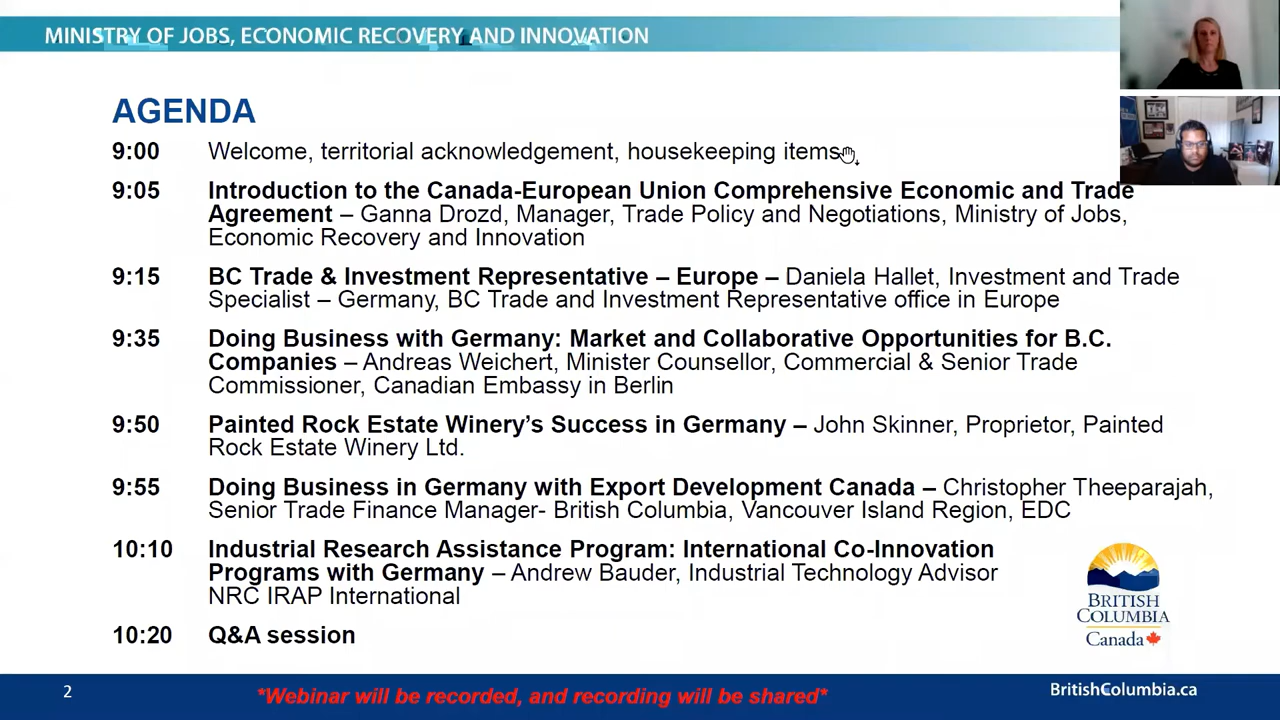 MINISTRY OF JOBS, ECONOMIC RECOVERY AND INNOVATION
AGENDA
9:00 Welcome, territorial acknowledgement, housekeeping items
9:05 Introduction to the Canada-European Union Comprehensive Economic and Trade
Agreement – Ganna Drozd, Manager, Trade Policy and Negotiations, Ministry of Jobs,
Economic Recovery and Innovation
9:15 BC Trade & Investment Representative – Europe – Daniela Hallet, Investment and Trade
Specialist – Germany, BC Trade and Investment Representative office in Europe
9:35 Doing Business with Germany: Market and Collaborative Opportunities for B.C.
Companies – Andreas Weichert, Minister Counsellor, Commercial & Senior Trade
Commissioner, Canadian Embassy in Berlin
9:50 Painted Rock Estate Winery’s Success in Germany – John Skinner, Proprietor, Painted
Rock Estate Winery Ltd.
9:55 Doing Business in Germany with Export Development Canada – Christopher Theeparajah,
Senior Trade Finance Manager- British Columbia, Vancouver Island Region, EDC
10:10 Industrial Research Assistance Program: International Co-Innovation
Programs with Germany – Andrew Bauder, Industrial Technology Advisor
NRC IRAP International
10:20 Q&A session
BRITISH
COLUMBIA
Canada
2
*Webinar will be recorded, and recording will be shared*
BritishColumbia.ca